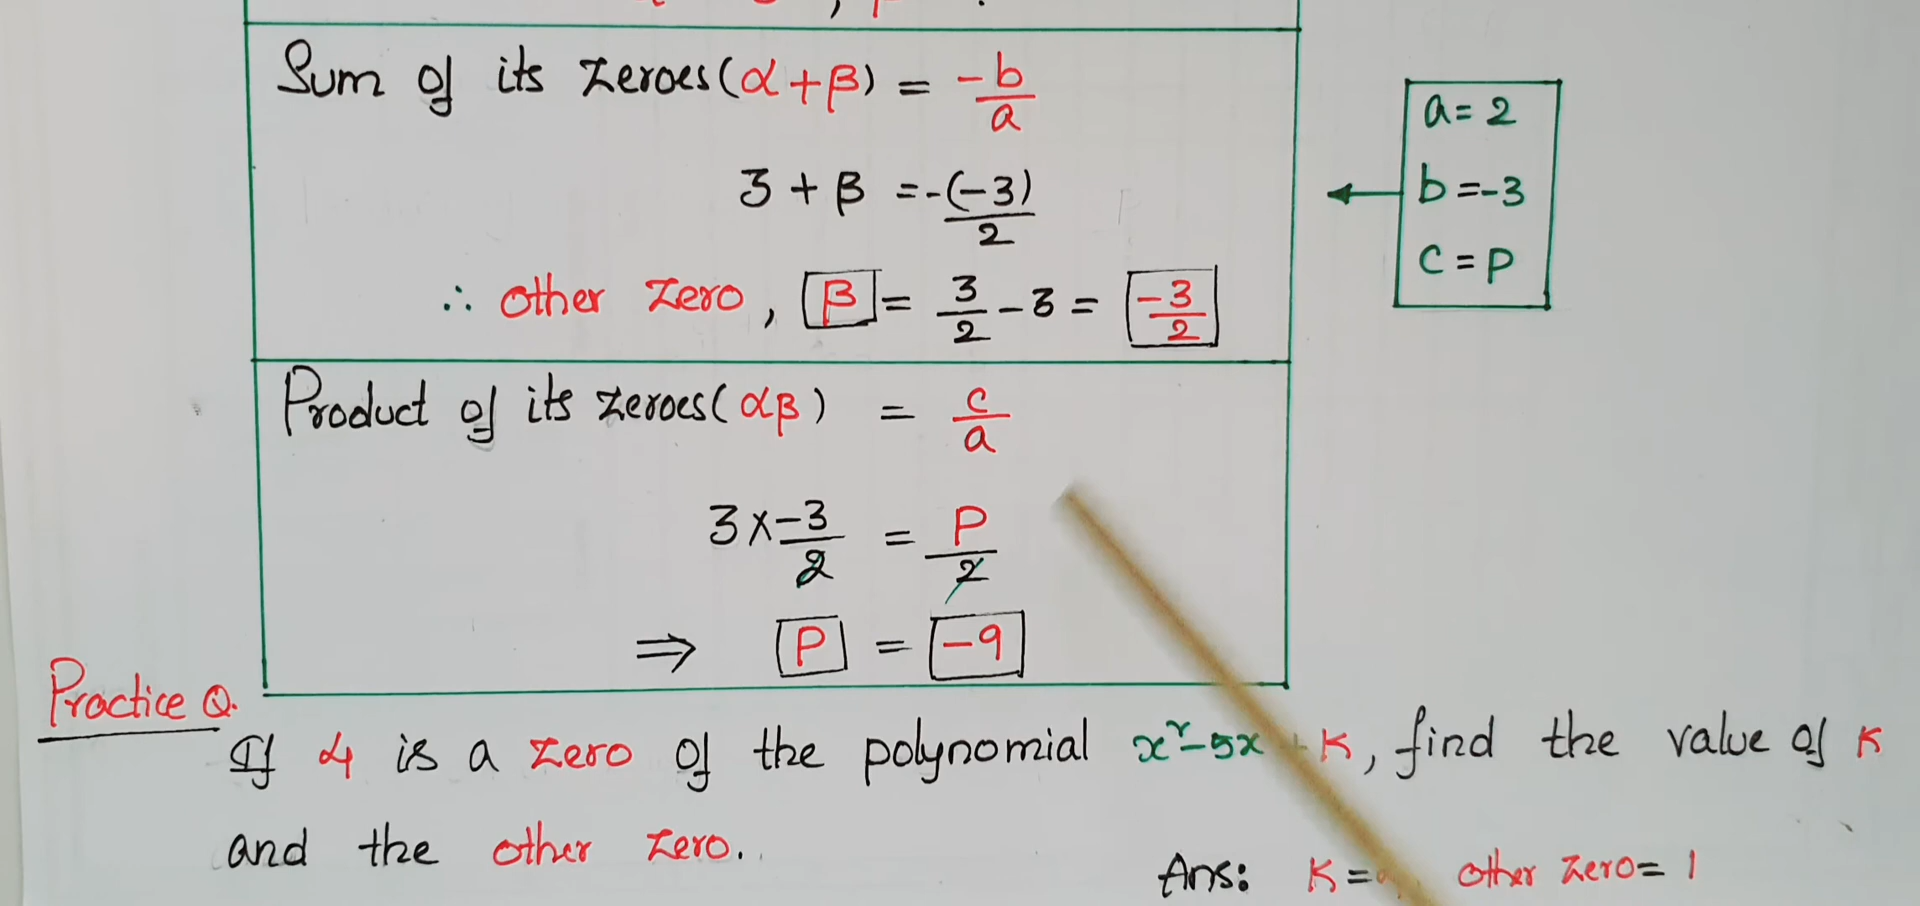 Sum of its zeroes(α+β) = -b/a
3 + β = -(-3)/2
∴ other zero, β = 3/2 - 3 = -3/2
a = 2
b = -3
c = P
Product of its zeroes(αβ) = c/a
3 x -3/2 = P/2
⇒ P = -9
Practice Q.
If 4 is a zero of the polynomial x²-5x + K, find the value of K
and the other zero.
Ans: K = other zero = 1